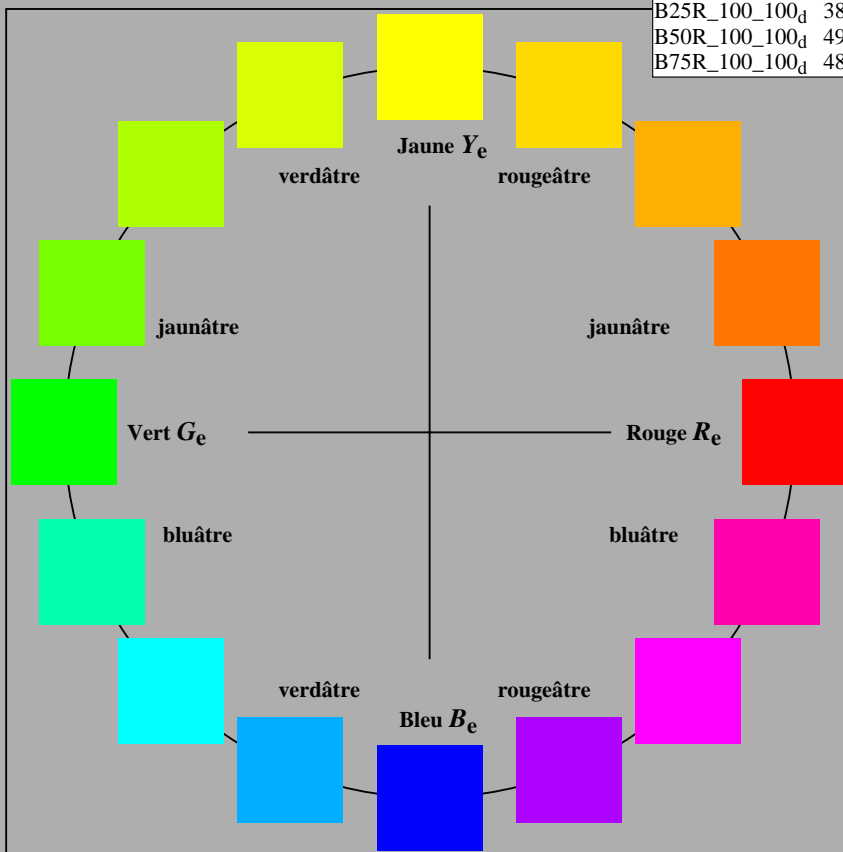 B25R_100_100d 38
B50R_100_100d 49
B75R_100_100d 48
Jaune Ye
verdâtre rougeâtre
jaunâtre jaunâtre
Vert Ge Rouge Re
bluâtre bluâtre
verdâtre rougeâtre
Bleu Be